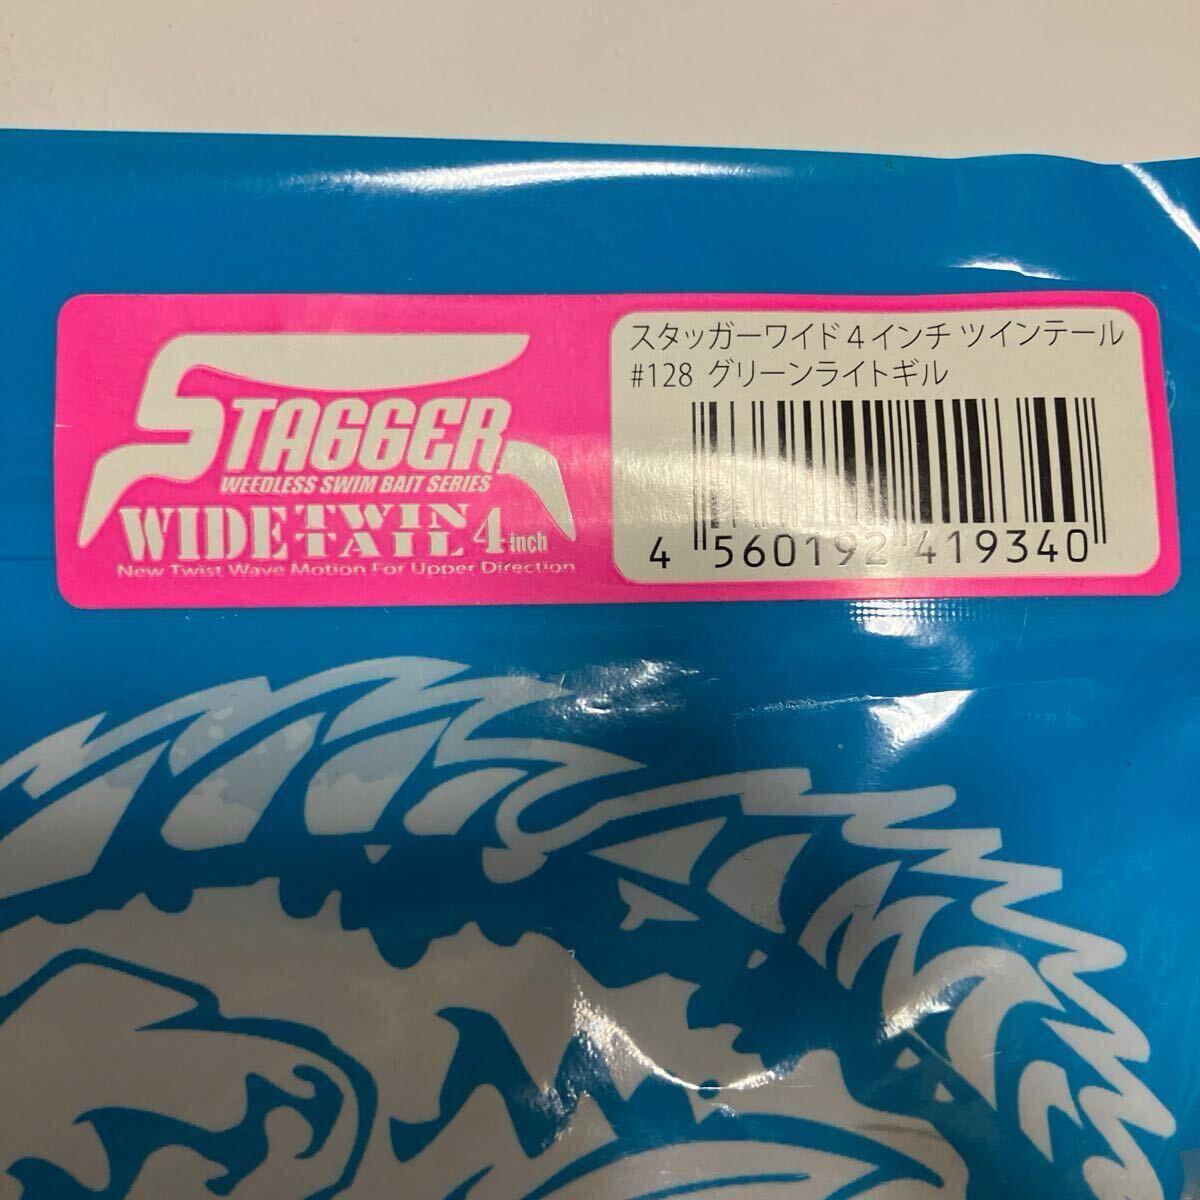 STAGGER
WEEDLESS SWIM BAIT SERIES
WIDE TWIN TAIL 4inch
New Twist Wave Motion For Upper Direction
スタッガーワイド4インチ ツインテール
#128 グリーンライトギル
4 560192 419340